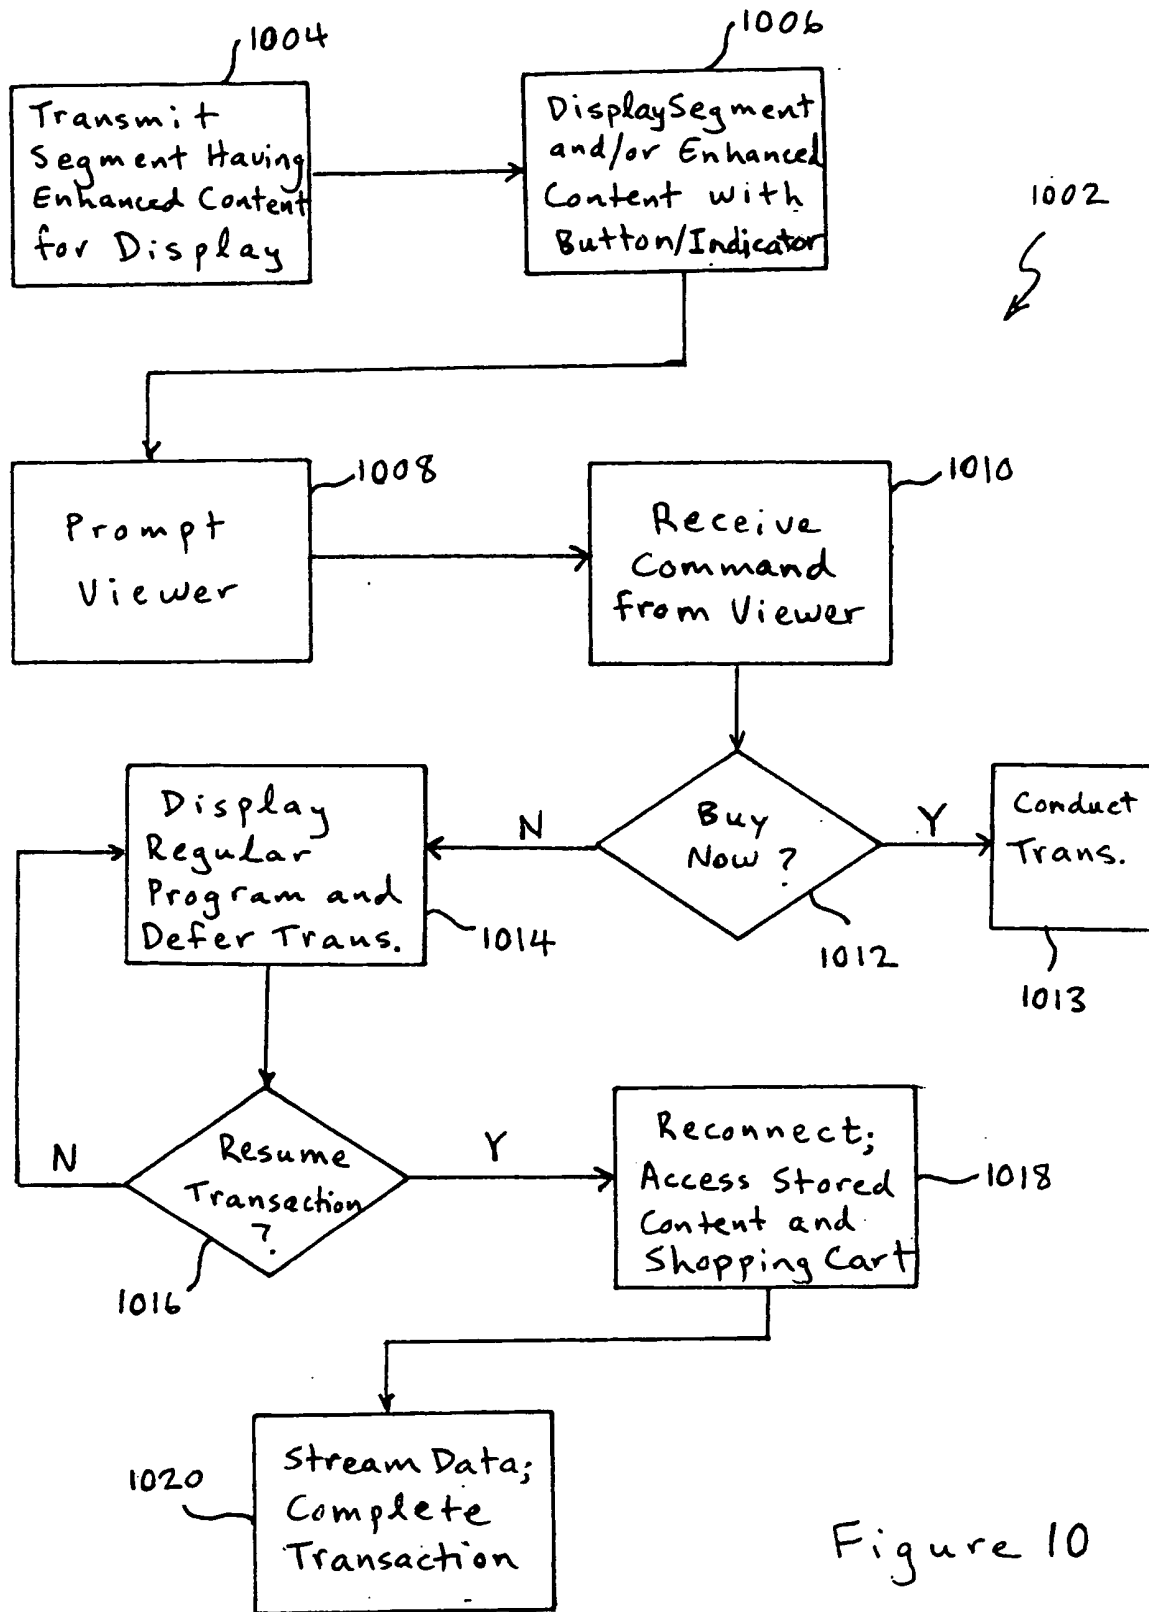 1004
Transmit
Segment Having
Enhanced Content
for Display
1006
Display Segment
and/or Enhanced
Content with
Button/Indicator
1002
1008
Prompt
Viewer
1010
Receive
Command
from Viewer
Buy
Now?
N
Y
1012
Conduct
Trans.
1013
Display
Regular
Program and
Defer Trans.
1014
Resume
Transaction
?
N
Y
1016
Reconnect;
Access Stored
Content and
Shopping Cart
1018
Stream Data;
Complete
Transaction
1020
Figure 10